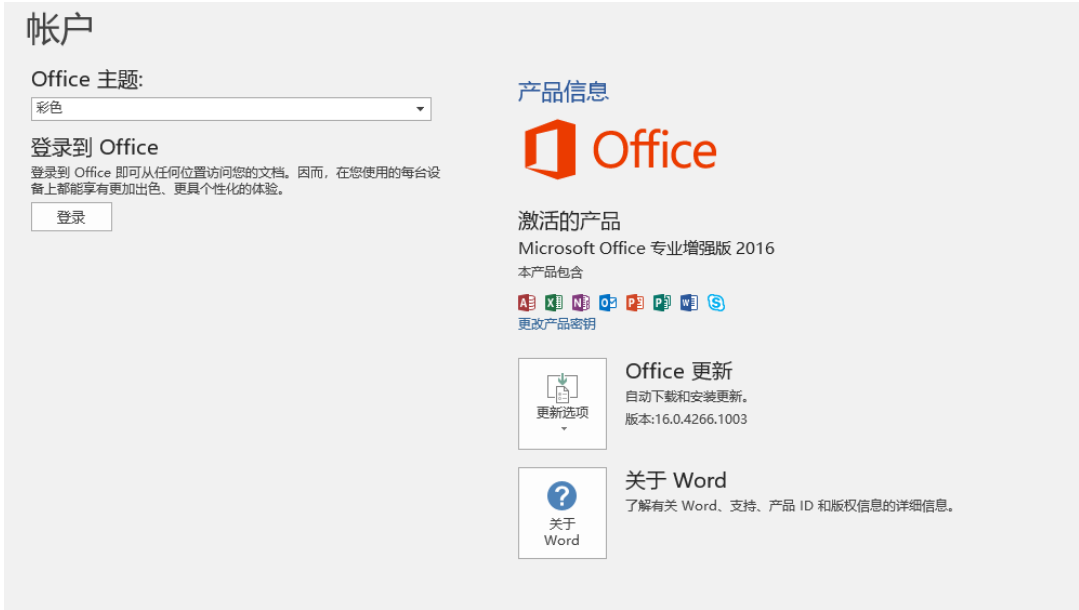 帐户
Office 主题:
彩色
登录到 Office
登录到 Office 即可从任何位置访问您的文档。因而，在您使用的每台设
备上都能享有更加出色、更具个性化的体验。
登录
产品信息
Office
激活的产品
Microsoft Office 专业增强版 2016
本产品包含
更改产品密钥
更新选项
Office 更新
自动下载和安装更新。
版本:16.0.4266.1003
关于
Word
关于 Word
了解有关 Word、支持、产品 ID 和版权信息的详细信息。